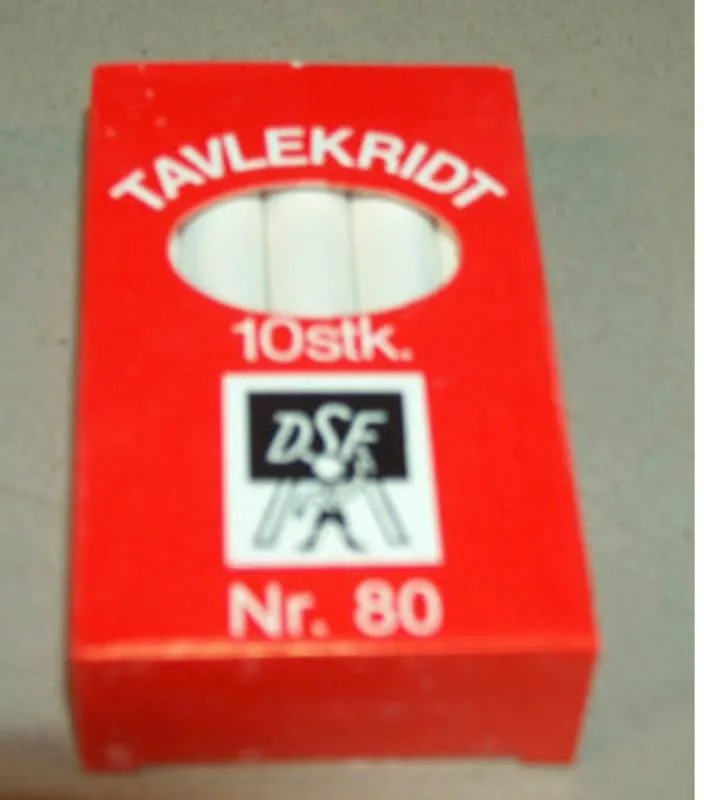 TAVLEKRIDT
10stk.
DSF
Nr. 80